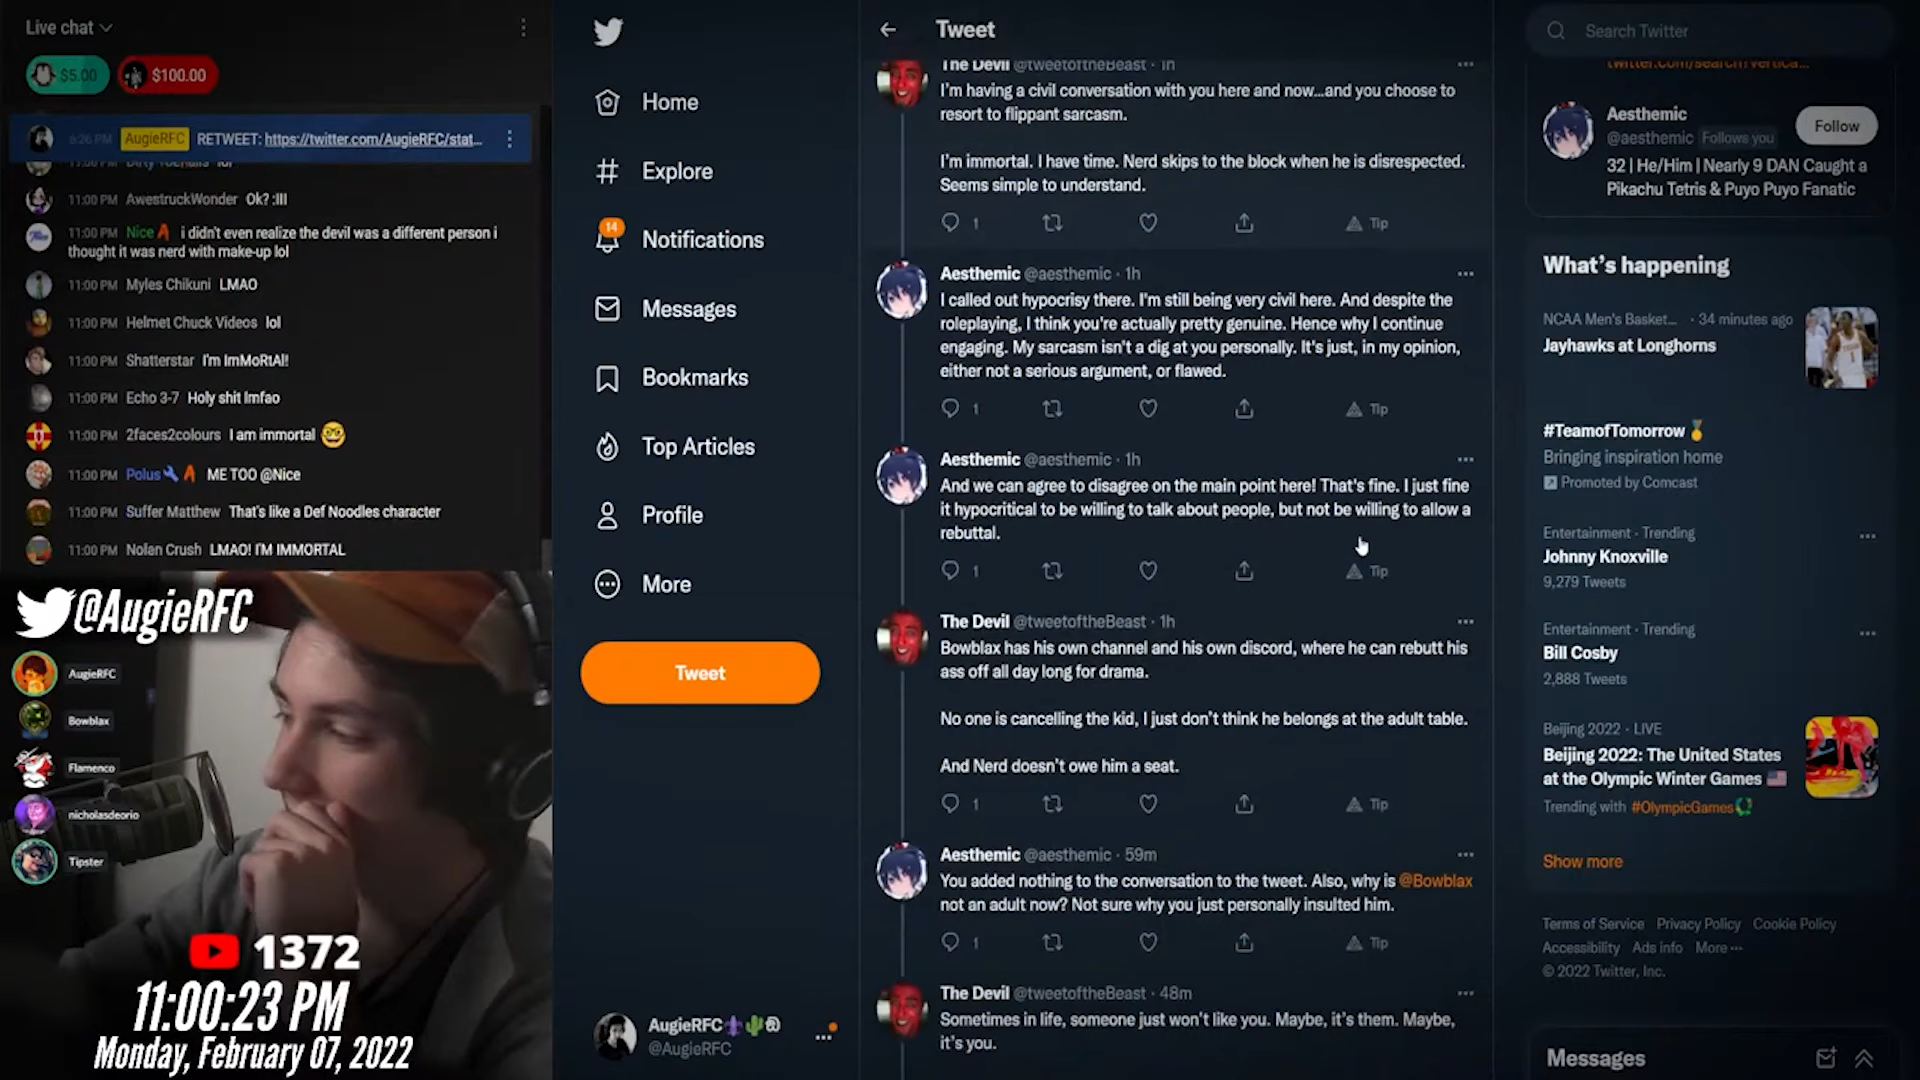 Live chat
$5.00
$100.00
6:26 PM AugieRFC RETWEET: https://twitter.com/AugieRFC/stat...
11:00 PM AwestruckWonder Ok? :lll
11:00 PM Nice i didn't even realize the devil was a different person i
thought it was nerd with make-up lol
11:00 PM Myles Chikuni LMAO
11:00 PM Helmet Chuck Videos lol
11:00 PM Shatterstar I'm ImMoRtAl!
11:00 PM Echo 3-7 Holy shit lmfao
11:00 PM 2faces2colours I am immortal
11:00 PM Polus ME TOO @Nice
11:00 PM Suffer Matthew That's like a Def Noodles character
11:00 PM Nolan Crush LMAO! I'M IMMORTAL
@AugieRFC
AugieRFC
Bowblax
Flamenco
nicholasdeorio
Tipster
1372
11:00:23 PM
Monday, February 07, 2022
Home
Explore
14
Notifications
Messages
Bookmarks
Top Articles
Profile
More
Tweet
AugieRFC
@AugieRFC
Tweet
The Devil @tweetoftheBeast · 1h
I'm having a civil conversation with you here and now...and you choose to
resort to flippant sarcasm.
I'm immortal. I have time. Nerd skips to the block when he is disrespected.
Seems simple to understand.
1 Tip
Aesthemic @aesthemic · 1h
I called out hypocrisy there. I'm still being very civil here. And despite the
roleplaying, I think you're actually pretty genuine. Hence why I continue
engaging. My sarcasm isn't a dig at you personally. It's just, in my opinion,
either not a serious argument, or flawed.
1 Tip
Aesthemic @aesthemic · 1h
And we can agree to disagree on the main point here! That's fine. I just fine
it hypocritical to be willing to talk about people, but not be willing to allow a
rebuttal.
1 Tip
The Devil @tweetoftheBeast · 1h
Bowblax has his own channel and his own discord, where he can rebutt his
ass off all day long for drama.
No one is cancelling the kid, I just don't think he belongs at the adult table.
And Nerd doesn't owe him a seat.
1 Tip
Aesthemic @aesthemic · 59m
You added nothing to the conversation to the tweet. Also, why is @Bowblax
not an adult now? Not sure why you just personally insulted him.
1 Tip
The Devil @tweetoftheBeast · 48m
Sometimes in life, someone just won't like you. Maybe, it's them. Maybe,
it's you.
Search Twitter
twitter.com/search?vertica...
Aesthemic
@aesthemic Follows you
Follow
32 | He/Him | Nearly 9 DAN Caught a
Pikachu Tetris & Puyo Puyo Fanatic
What's happening
NCAA Men's Basket... · 34 minutes ago
Jayhawks at Longhorns
#TeamofTomorrow
Bringing inspiration home
Promoted by Comcast
Entertainment · Trending
Johnny Knoxville
9,279 Tweets
Entertainment · Trending
Bill Cosby
2,888 Tweets
Beijing 2022 · LIVE
Beijing 2022: The United States
at the Olympic Winter Games
Trending with #OlympicGames
Show more
Terms of Service Privacy Policy Cookie Policy
Accessibility Ads info More ...
© 2022 Twitter, Inc.
Messages